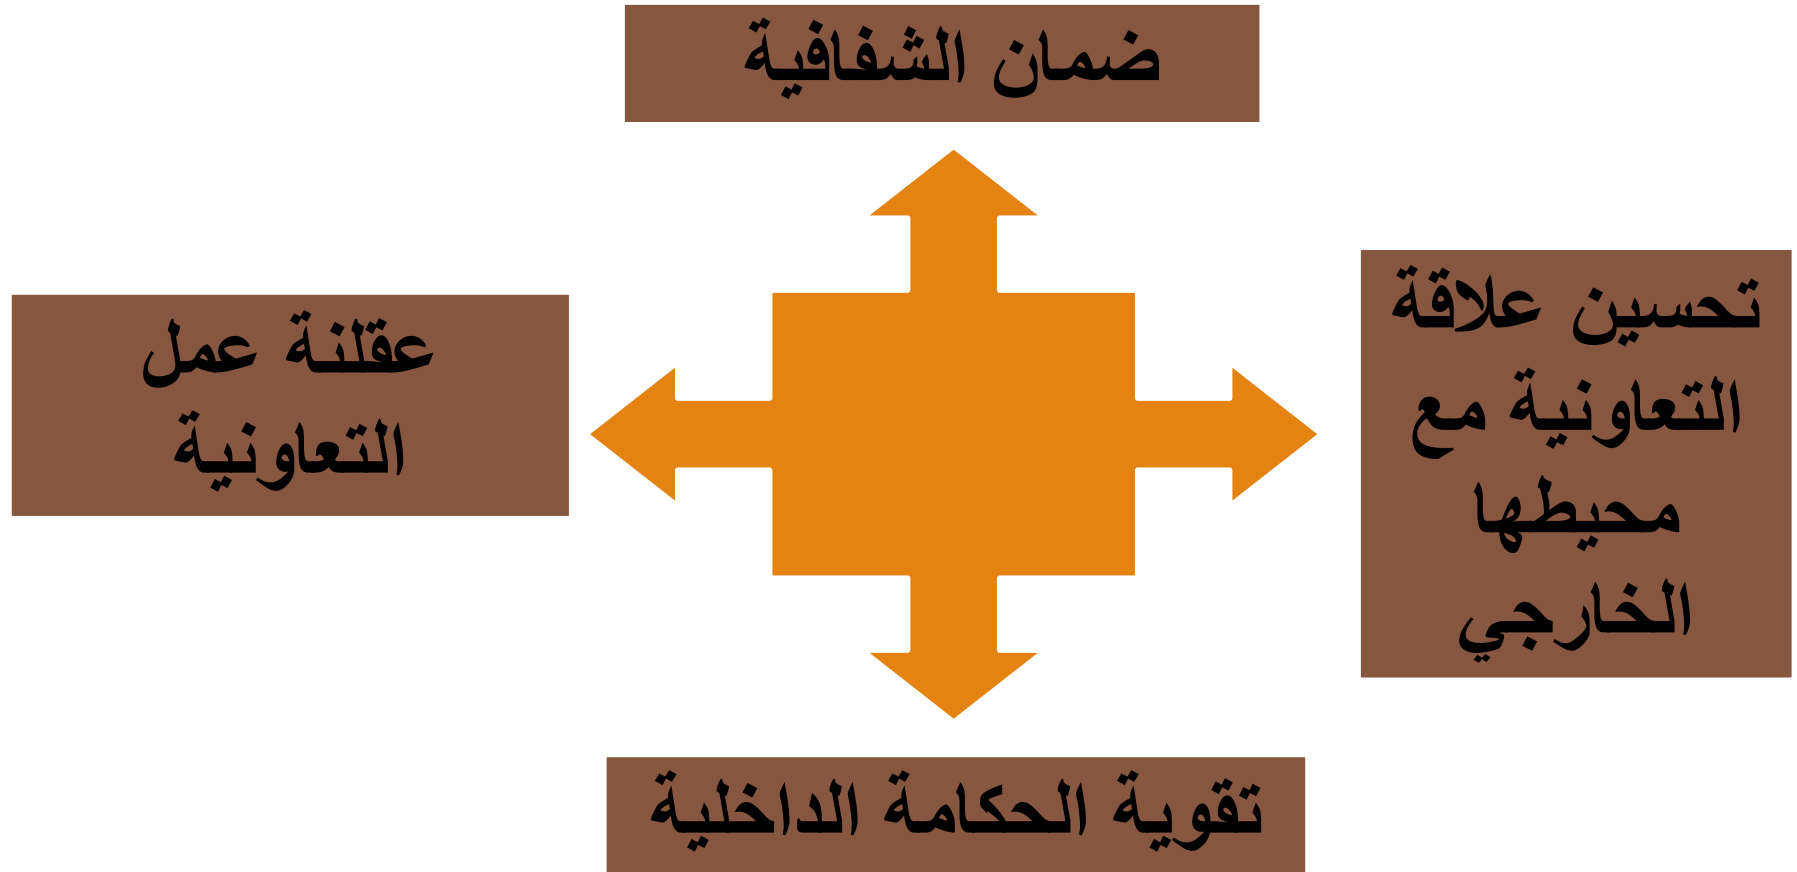 ضمان الشفافية
تحسين علاقة
التعاونية مع
محيطها
الخارجي
عقلنة عمل
التعاونية
تقوية الحكامة الداخلية